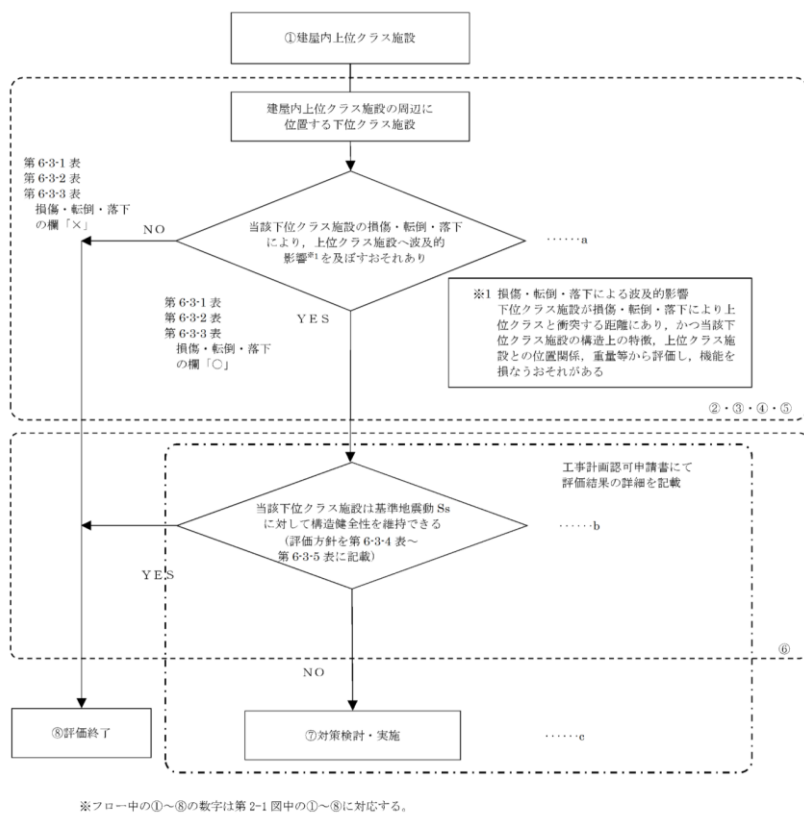 ①建屋内上位クラス施設
建屋内上位クラス施設の周辺に
位置する下位クラス施設
第 6-3-1 表
第 6-3-2 表
第 6-3-3 表
損傷・転倒・落下
の欄「×」
NO
当該下位クラス施設の損傷・転倒・落下
により，上位クラス施設へ波及的
影響※1を及ぼすおそれあり
……a
第 6-3-1 表
第 6-3-2 表
第 6-3-3 表
損傷・転倒・落下
の欄「○」
YES
※1 損傷・転倒・落下による波及的影響
下位クラス施設が損傷・転倒・落下により上
位クラスと衝突する距離にあり，かつ当該下
位クラス施設の構造上の特徴，上位クラス施
設との位置関係，重量等から評価し，機能を
損なうおそれがある
②・③・④・⑤
工事計画認可申請書にて
評価結果の詳細を記載
当該下位クラス施設は基準地震動 Ss
に対して構造健全性を維持できる
（評価方針を第 6-3-4 表～
第 6-3-5 表に記載）
……b
YES
⑥
NO
⑧評価終了
⑦対策検討・実施
……c
※フロー中の①～⑧の数字は第 2-1 図中の①～⑧に対応する。